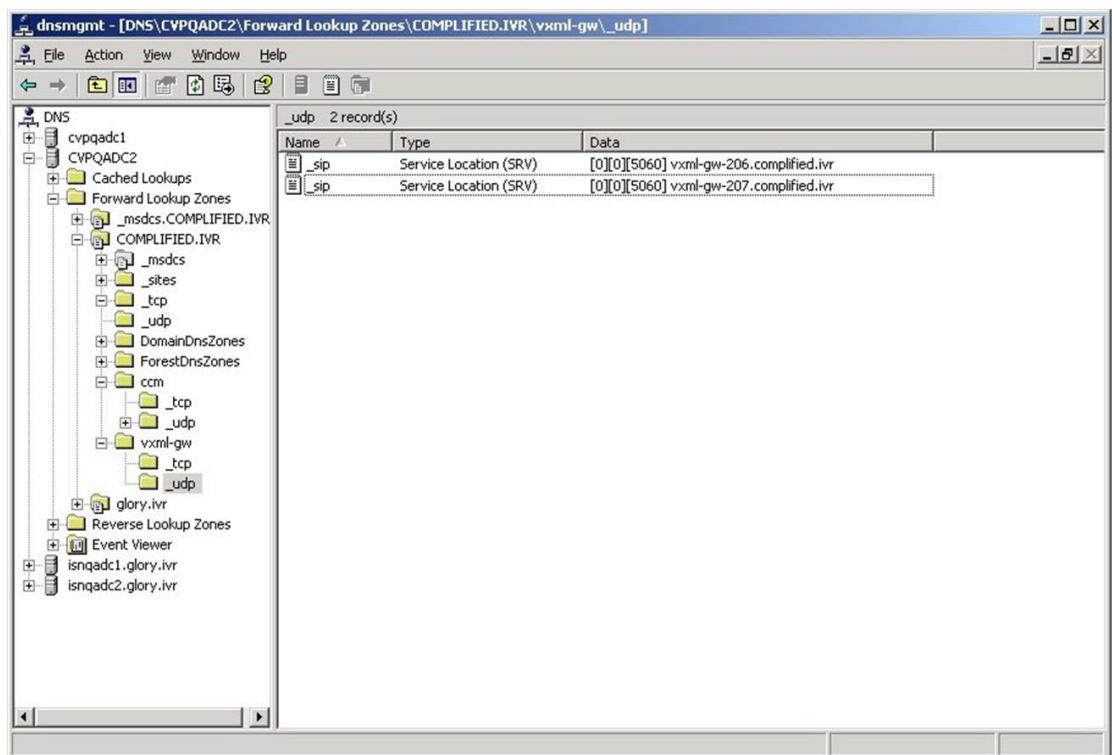 dnsmgmt - [DNS\CVPQADC2\Forward Lookup Zones\COMPLIFIED.IVR\vxml-gw\_udp]
File Action View Window Help
DNS
cvpqadc1
CVPQADC2
Cached Lookups
Forward Lookup Zones
_msdcs.COMPLIFIED.IVR
COMPLIFIED.IVR
_msdcs
_sites
_tcp
_udp
DomainDnsZones
ForestDnsZones
ccm
_tcp
_udp
vxml-gw
_tcp
_udp
glory.ivr
Reverse Lookup Zones
Event Viewer
isnqadc1.glory.ivr
isnqadc2.glory.ivr
_udp 2 record(s)
Name Type Data
_sip Service Location (SRV) [0][0][5060] vxml-gw-206.complified.ivr
_sip Service Location (SRV) [0][0][5060] vxml-gw-207.complified.ivr